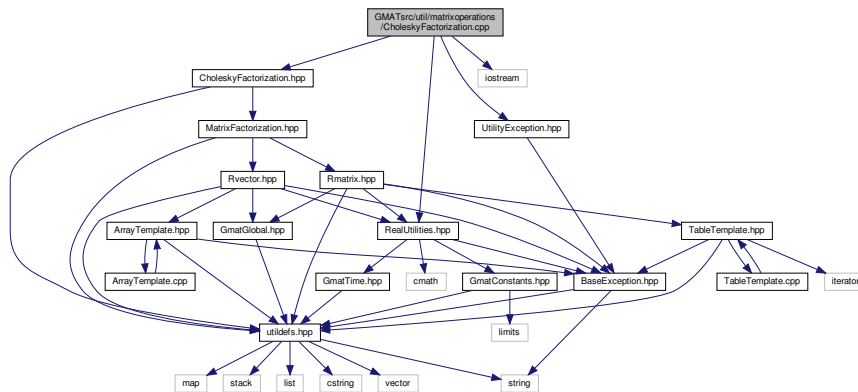 GMATsrc/util/matrixoperations
/CholeskyFactorization.cpp
CholeskyFactorization.hpp
iostream
MatrixFactorization.hpp
UtilityException.hpp
Rvector.hpp
Rmatrix.hpp
ArrayTemplate.hpp
GmatGlobal.hpp
RealUtilities.hpp
TableTemplate.hpp
ArrayTemplate.cpp
GmatTime.hpp
cmath
GmatConstants.hpp
BaseException.hpp
TableTemplate.cpp
iterator
utildefs.hpp
limits
map
stack
list
cstring
vector
string